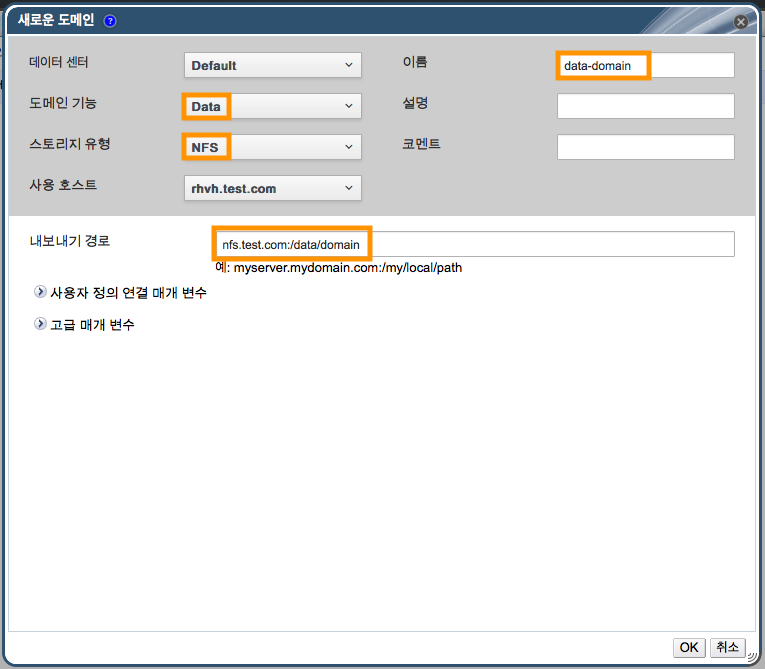 새로운 도메인 ?
데이터 센터 Default 이름 data-domain
도메인 기능 Data 설명
스토리지 유형 NFS 코멘트
사용 호스트 rhvh.test.com
내보내기 경로 nfs.test.com:/data/domain
예: myserver.mydomain.com:/my/local/path
사용자 정의 연결 매개 변수
고급 매개 변수
OK 취소